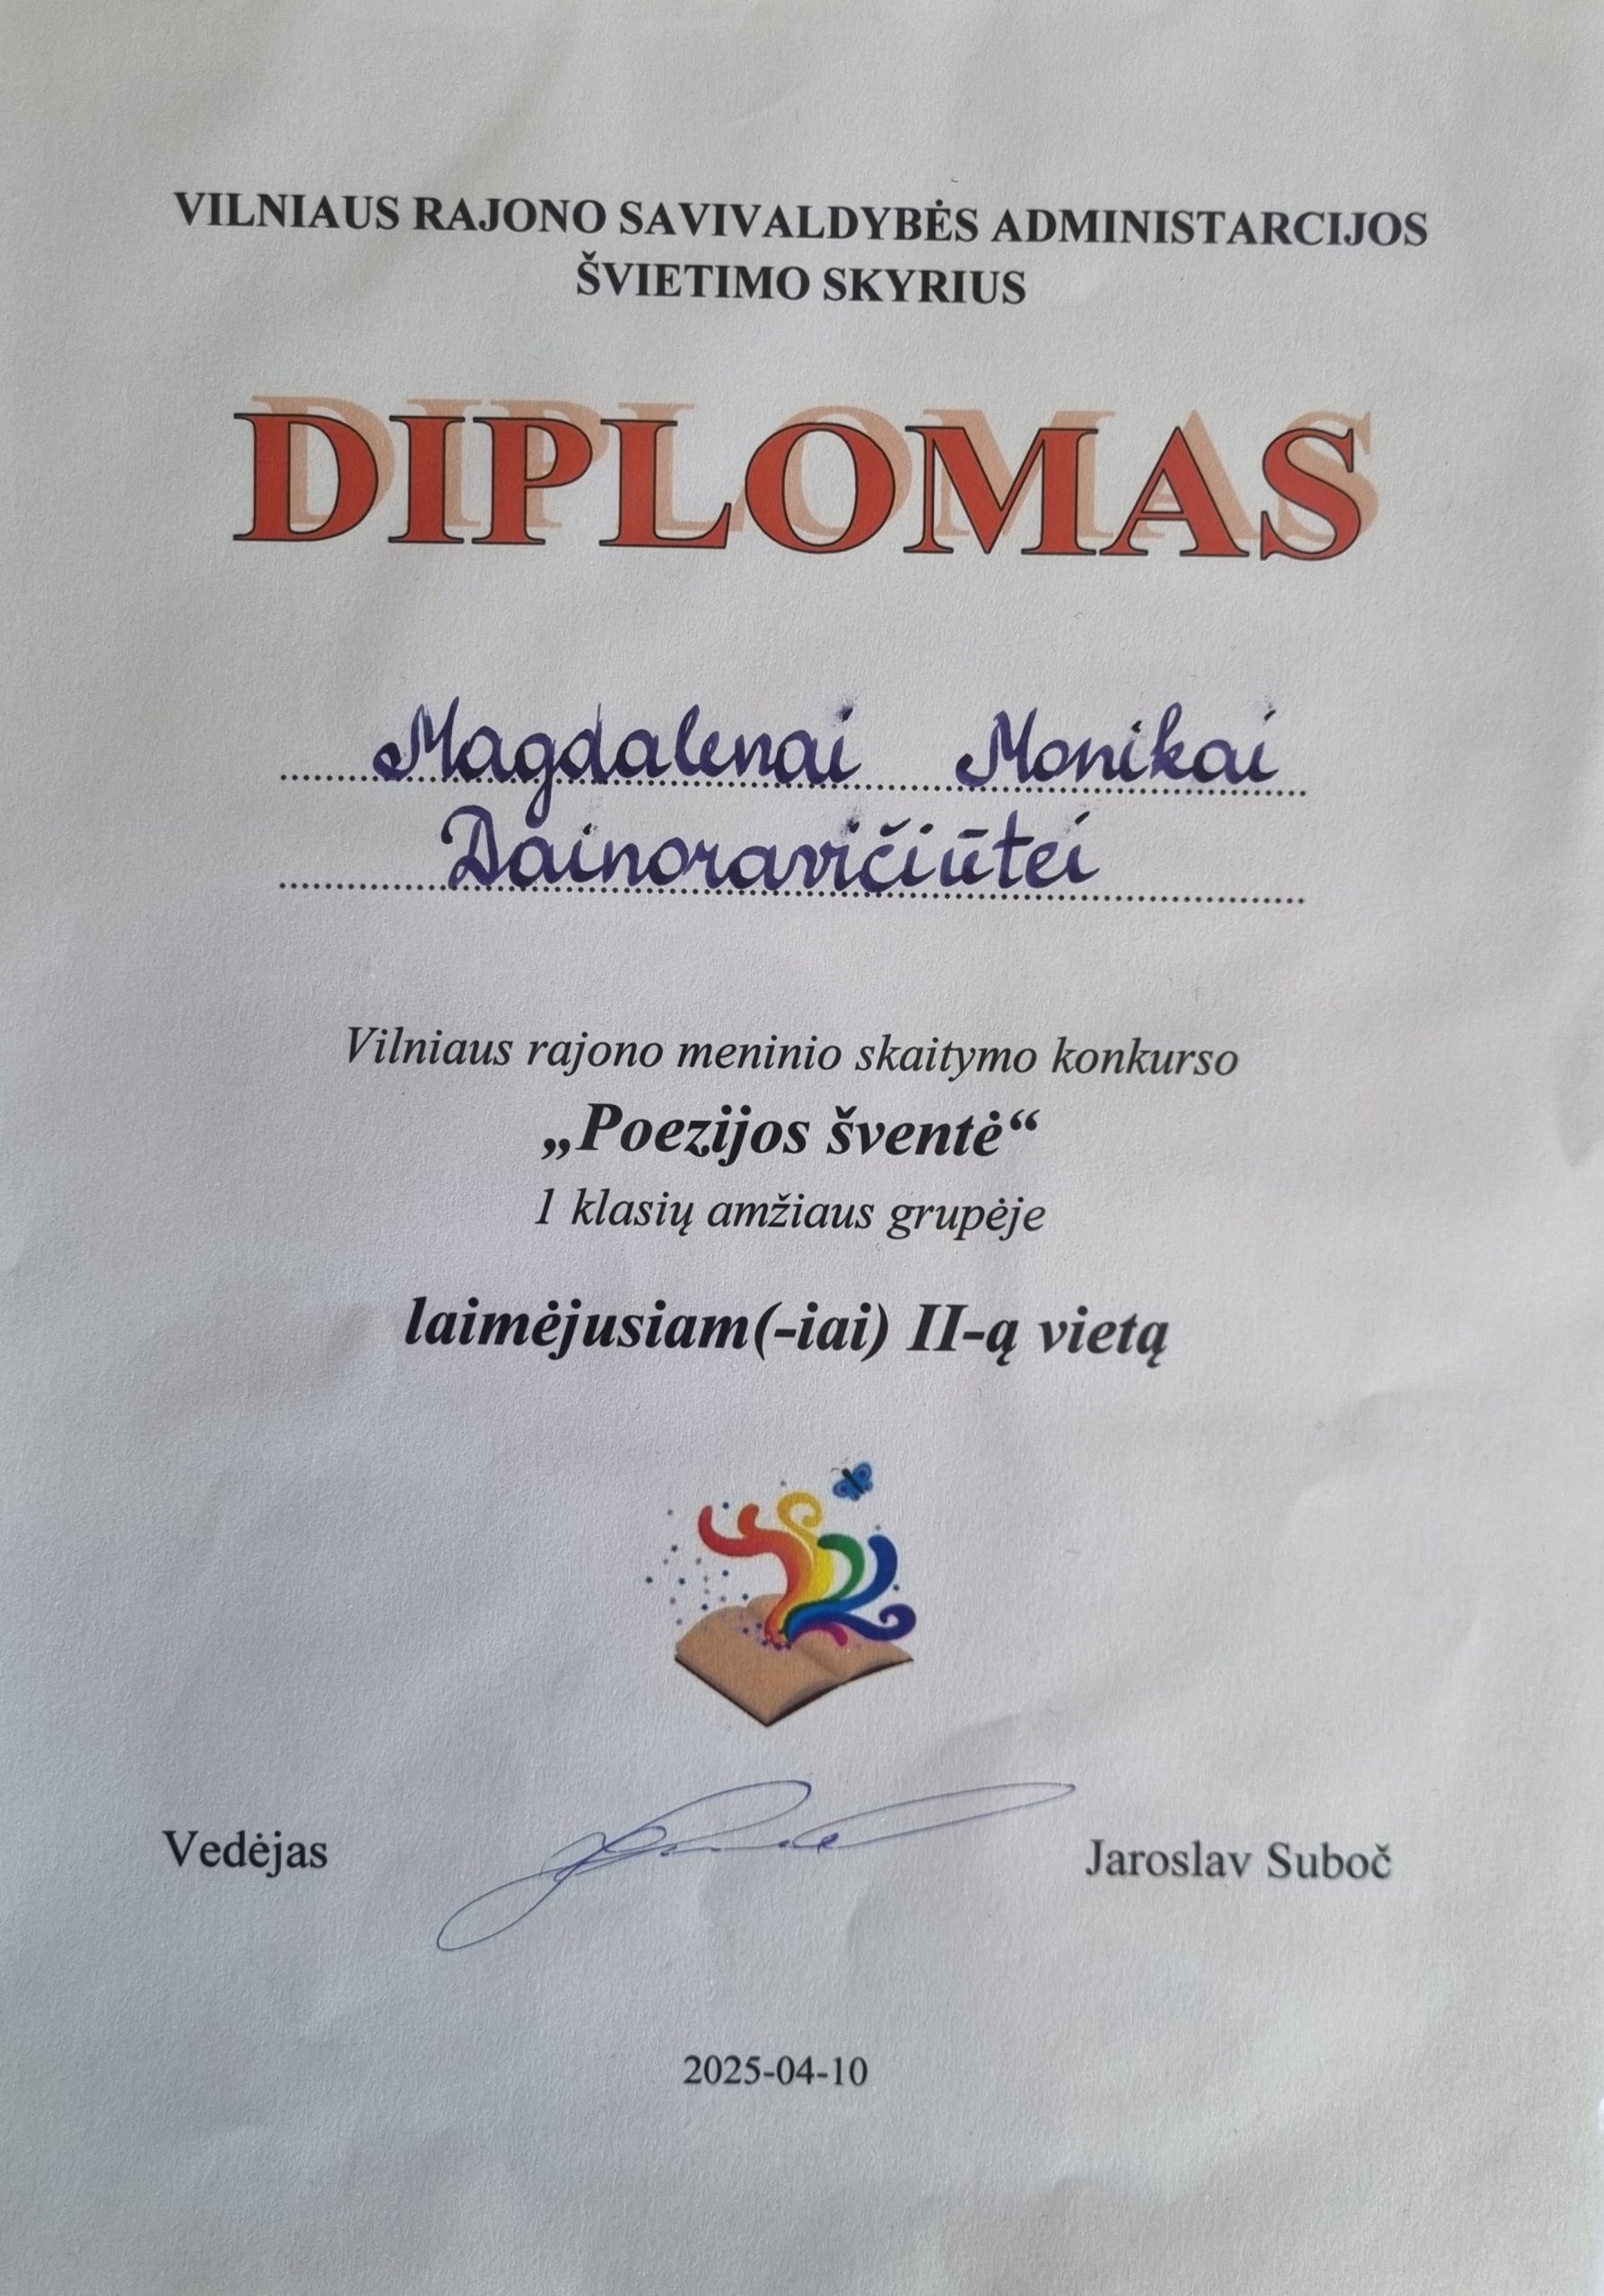 VILNIAUS RAJONO SAVIVALDYBĖS ADMINISTARCIJOS
ŠVIETIMO SKYRIUS
DIPLOMAS
Magdalenai Monikai
Dainoravičiūtei
Vilniaus rajono meninio skaitymo konkurso
„Poezijos šventė“
1 klasių amžiaus grupėje
laimėjusiam(-iai) II-ą vietą
Vedėjas Jaroslav Suboč
2025-04-10